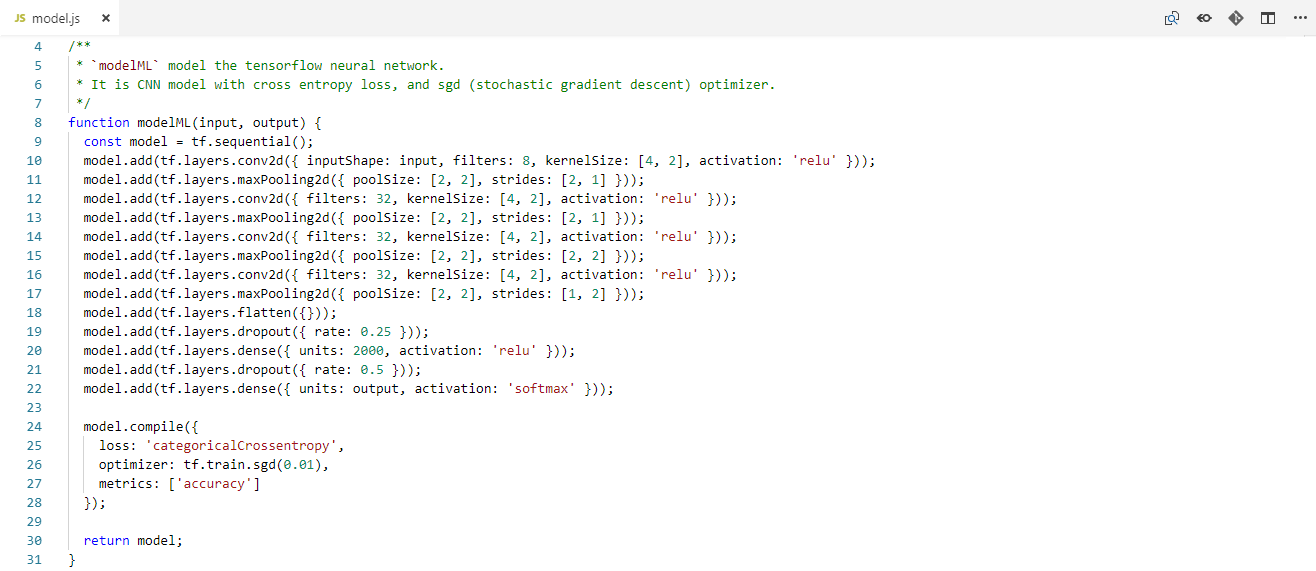 JS model.js ×
4 /**
5  * `modelML` model the tensorflow neural network.
6  * It is CNN model with cross entropy loss, and sgd (stochastic gradient descent) optimizer.
7  */
8 function modelML(input, output) {
9   const model = tf.sequential();
10   model.add(tf.layers.conv2d({ inputShape: input, filters: 8, kernelSize: [4, 2], activation: 'relu' }));
11   model.add(tf.layers.maxPooling2d({ poolSize: [2, 2], strides: [2, 1] }));
12   model.add(tf.layers.conv2d({ filters: 32, kernelSize: [4, 2], activation: 'relu' }));
13   model.add(tf.layers.maxPooling2d({ poolSize: [2, 2], strides: [2, 1] }));
14   model.add(tf.layers.conv2d({ filters: 32, kernelSize: [4, 2], activation: 'relu' }));
15   model.add(tf.layers.maxPooling2d({ poolSize: [2, 2], strides: [2, 2] }));
16   model.add(tf.layers.conv2d({ filters: 32, kernelSize: [4, 2], activation: 'relu' }));
17   model.add(tf.layers.maxPooling2d({ poolSize: [2, 2], strides: [1, 2] }));
18   model.add(tf.layers.flatten({}));
19   model.add(tf.layers.dropout({ rate: 0.25 }));
20   model.add(tf.layers.dense({ units: 2000, activation: 'relu' }));
21   model.add(tf.layers.dropout({ rate: 0.5 }));
22   model.add(tf.layers.dense({ units: output, activation: 'softmax' }));
23
24   model.compile({
25     loss: 'categoricalCrossentropy',
26     optimizer: tf.train.sgd(0.01),
27     metrics: ['accuracy']
28   });
29
30   return model;
31 }